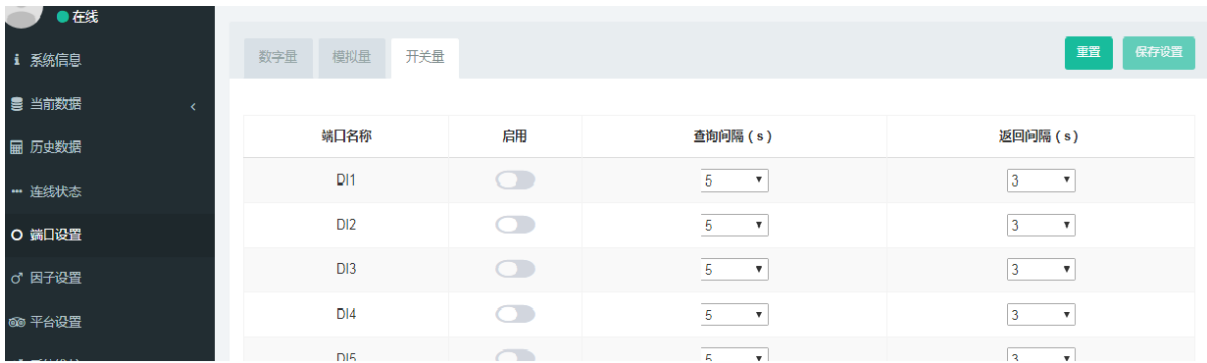 在线
系统信息
当前数据
历史数据
连线状态
端口设置
因子设置
平台设置
数字量 模拟量 开关量 重置 保存设置
端口名称 启用 查询间隔（s） 返回间隔（s）
DI1 5 3
DI2 5 3
DI3 5 3
DI4 5 3
DI5 5 3